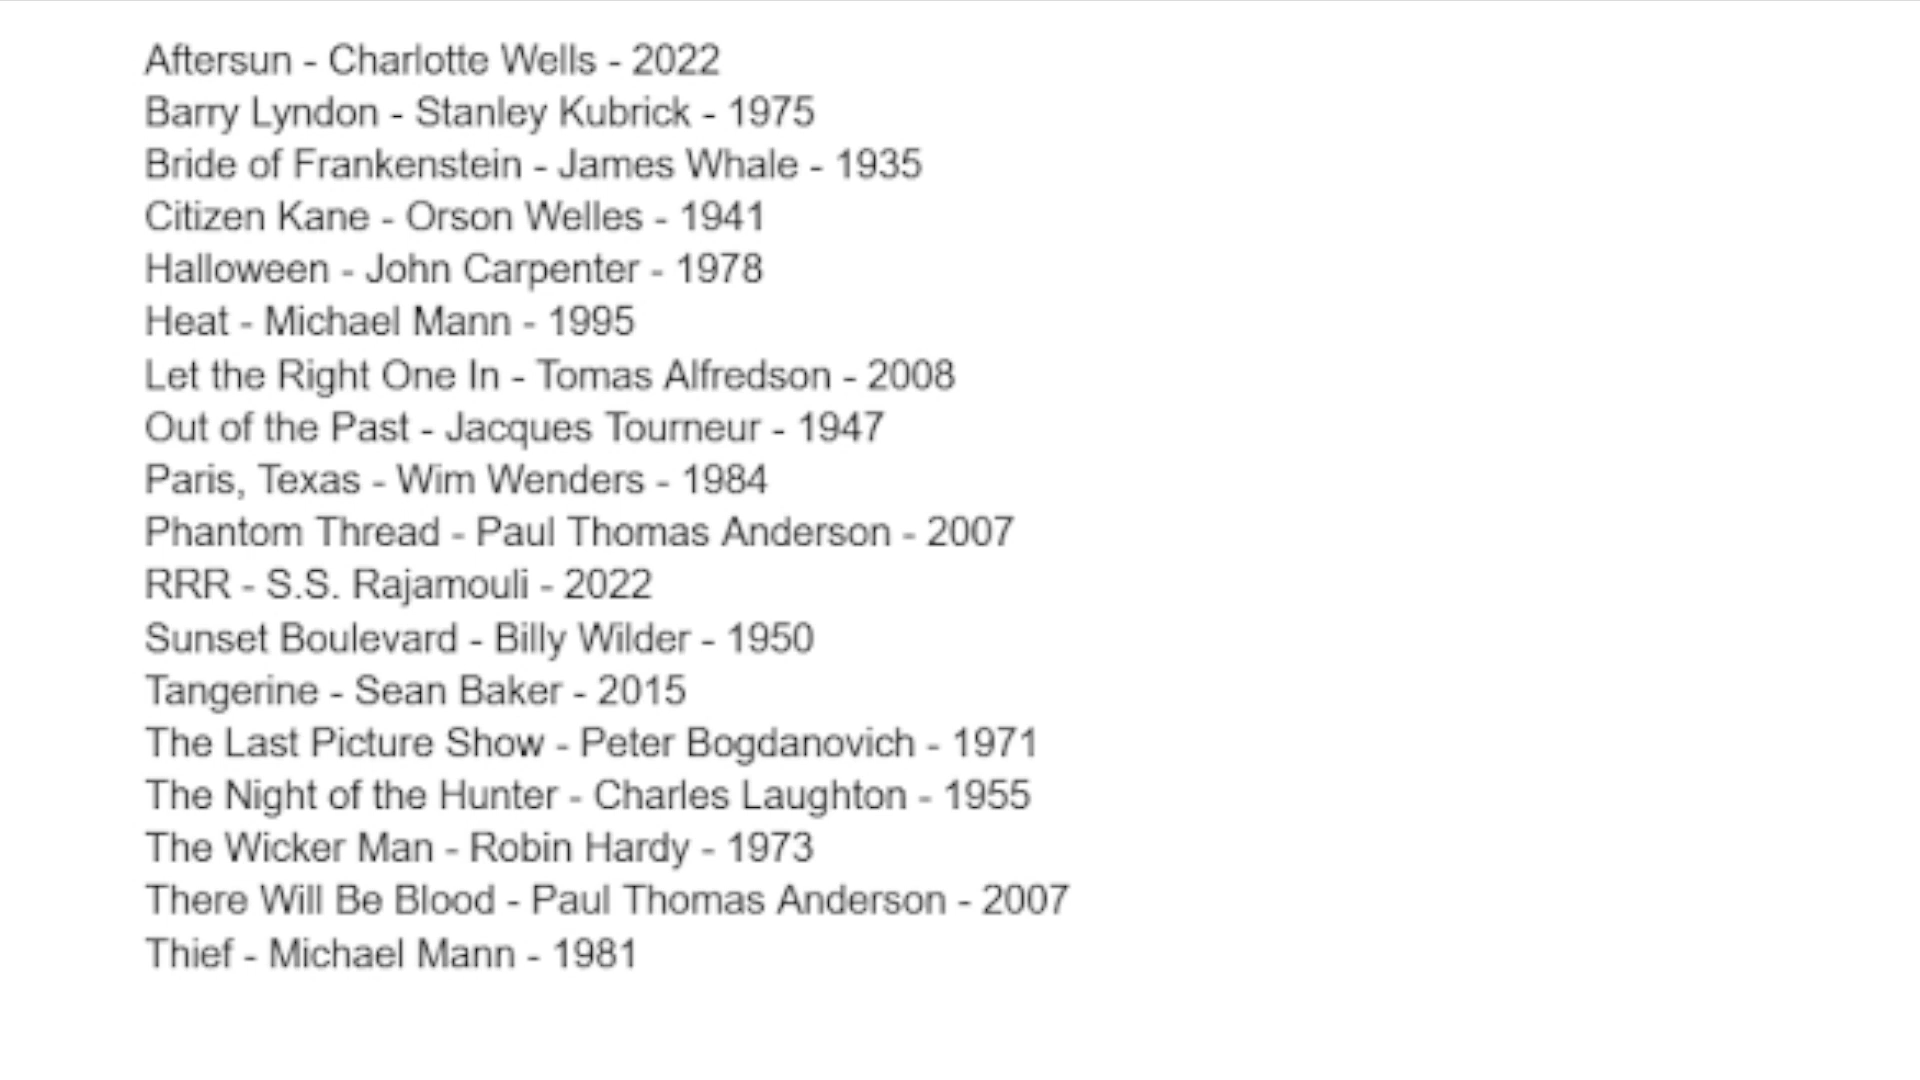 Aftersun - Charlotte Wells - 2022
Barry Lyndon - Stanley Kubrick - 1975
Bride of Frankenstein - James Whale - 1935
Citizen Kane - Orson Welles - 1941
Halloween - John Carpenter - 1978
Heat - Michael Mann - 1995
Let the Right One In - Tomas Alfredson - 2008
Out of the Past - Jacques Tourneur - 1947
Paris, Texas - Wim Wenders - 1984
Phantom Thread - Paul Thomas Anderson - 2007
RRR - S.S. Rajamouli - 2022
Sunset Boulevard - Billy Wilder - 1950
Tangerine - Sean Baker - 2015
The Last Picture Show - Peter Bogdanovich - 1971
The Night of the Hunter - Charles Laughton - 1955
The Wicker Man - Robin Hardy - 1973
There Will Be Blood - Paul Thomas Anderson - 2007
Thief - Michael Mann - 1981